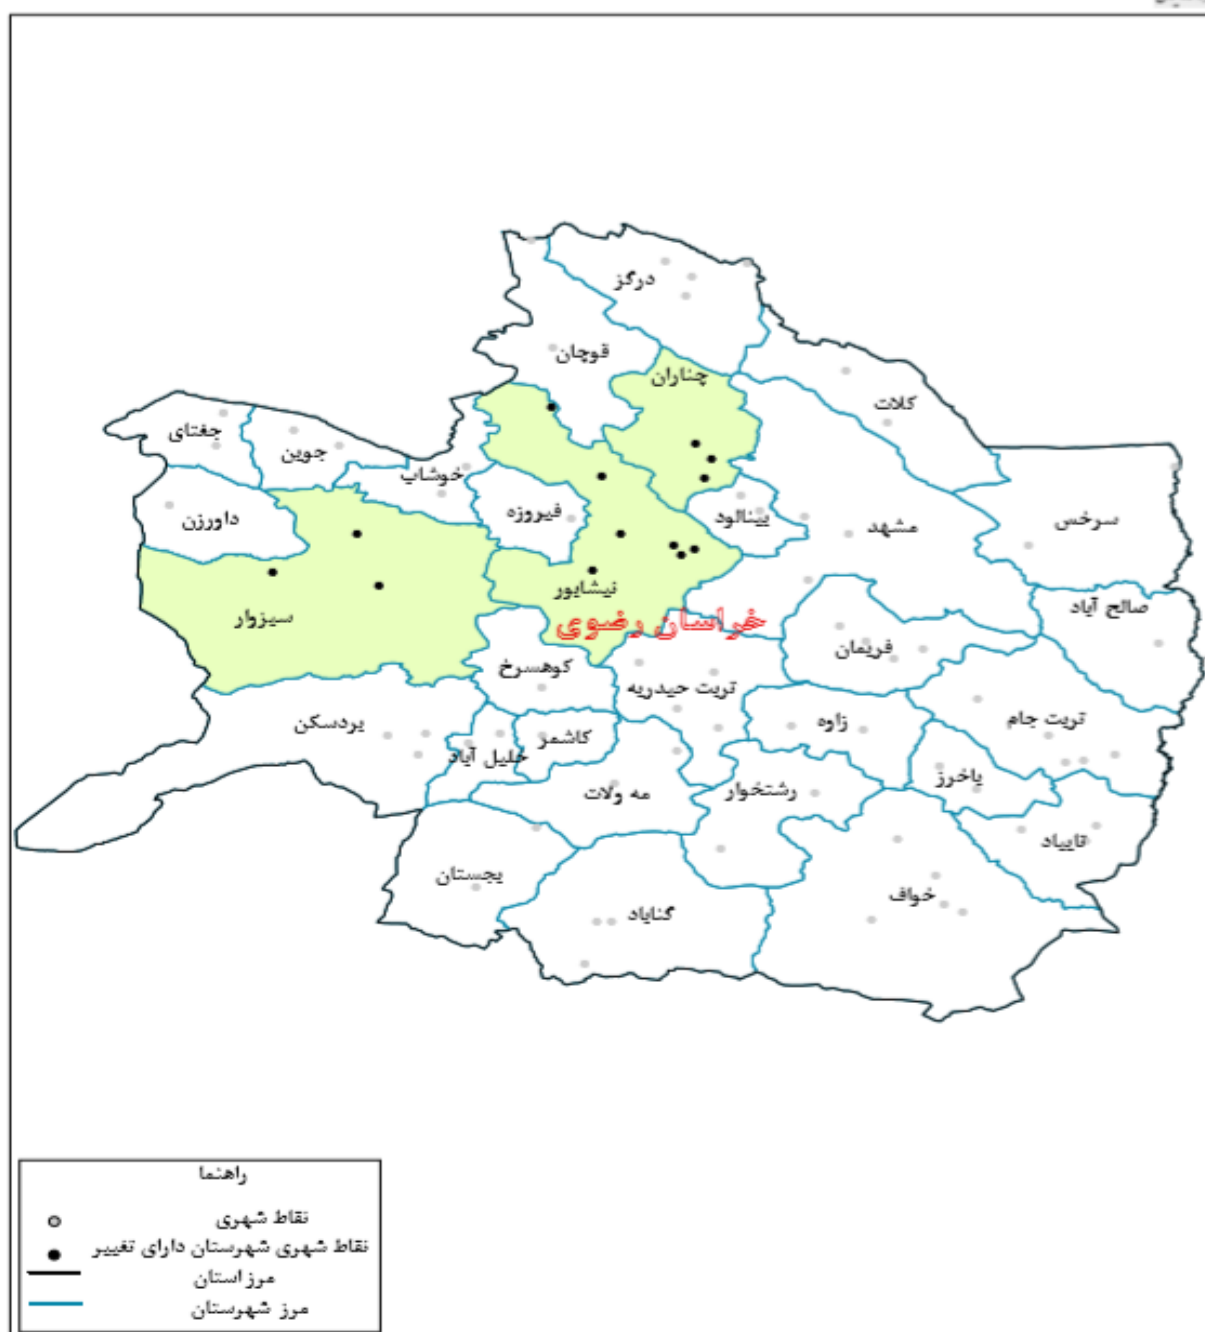 درگز
قوچان
چناران
کلات
جغتای
جوین
خوشاب
داورزن
فیروزه
بینالود
مشهد
سرخس
نیشابور
سبزوار
صالح آباد
خراسان رضوی
فریمان
کوهسرخ
تربت حیدریه
بردسکن
زاوه
تربت جام
کاشمر
خلیل آباد
باخرز
مه ولات
رشتخوار
تایباد
بجستان
خواف
گناباد
راهنما
نقاط شهری
نقاط شهری شهرستان دارای تغییر
مرز استان
مرز شهرستان